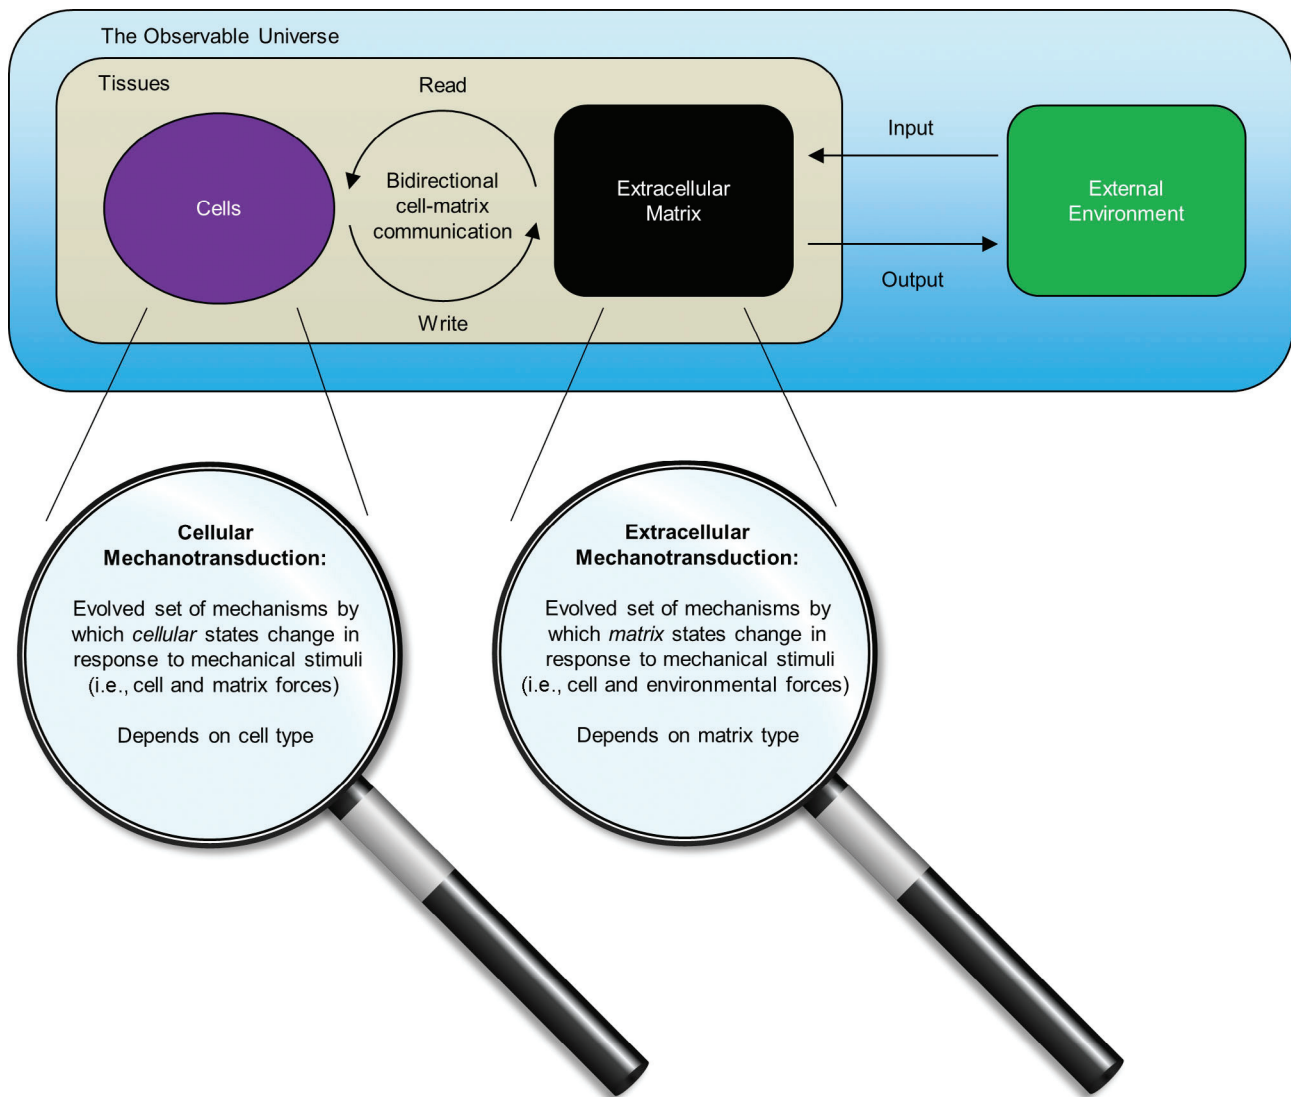 The Observable Universe
Tissues
Read
Cells
Bidirectional
cell-matrix
communication
Write
Extracellular
Matrix
Input
Output
External
Environment
Cellular
Mechanotransduction:
Evolved set of mechanisms by
which cellular states change in
response to mechanical stimuli
(i.e., cell and matrix forces)
Depends on cell type
Extracellular
Mechanotransduction:
Evolved set of mechanisms by
which matrix states change in
response to mechanical stimuli
(i.e., cell and environmental forces)
Depends on matrix type